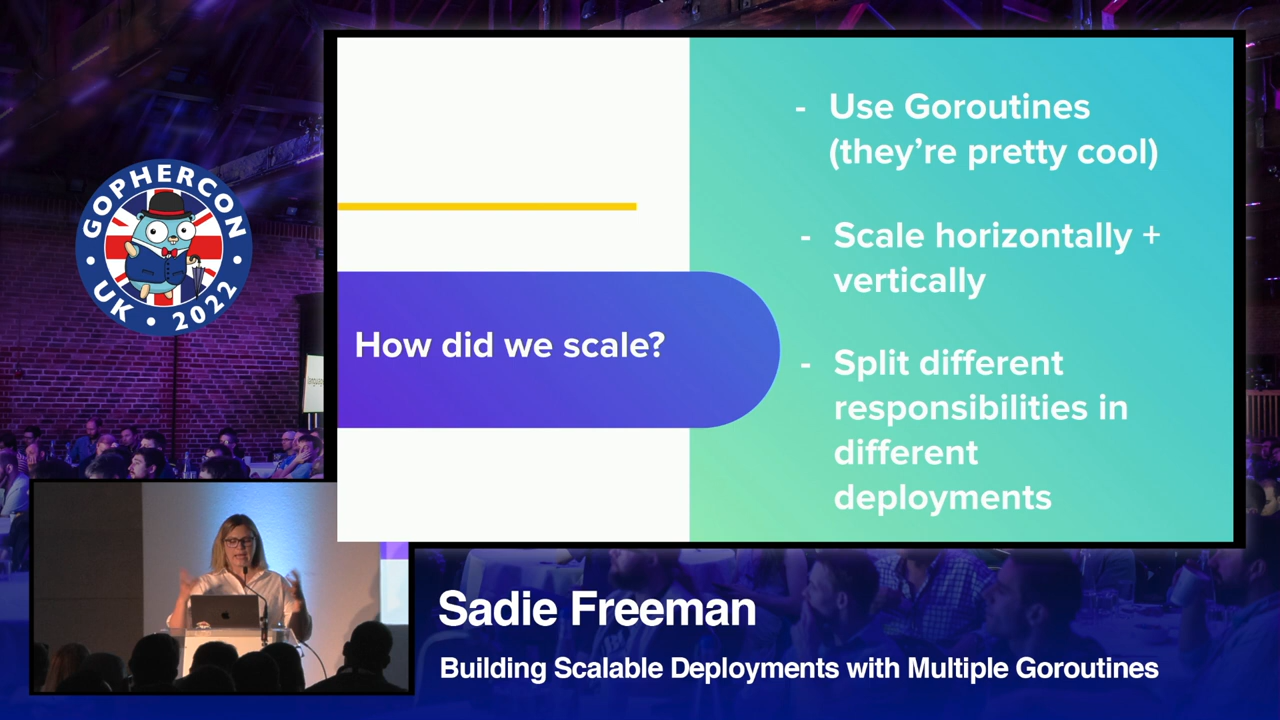 GOPHERCON
UK • 2022
How did we scale?
- Use Goroutines
(they’re pretty cool)
- Scale horizontally +
vertically
- Split different
responsibilities in
different
deployments
Sadie Freeman
Building Scalable Deployments with Multiple Goroutines